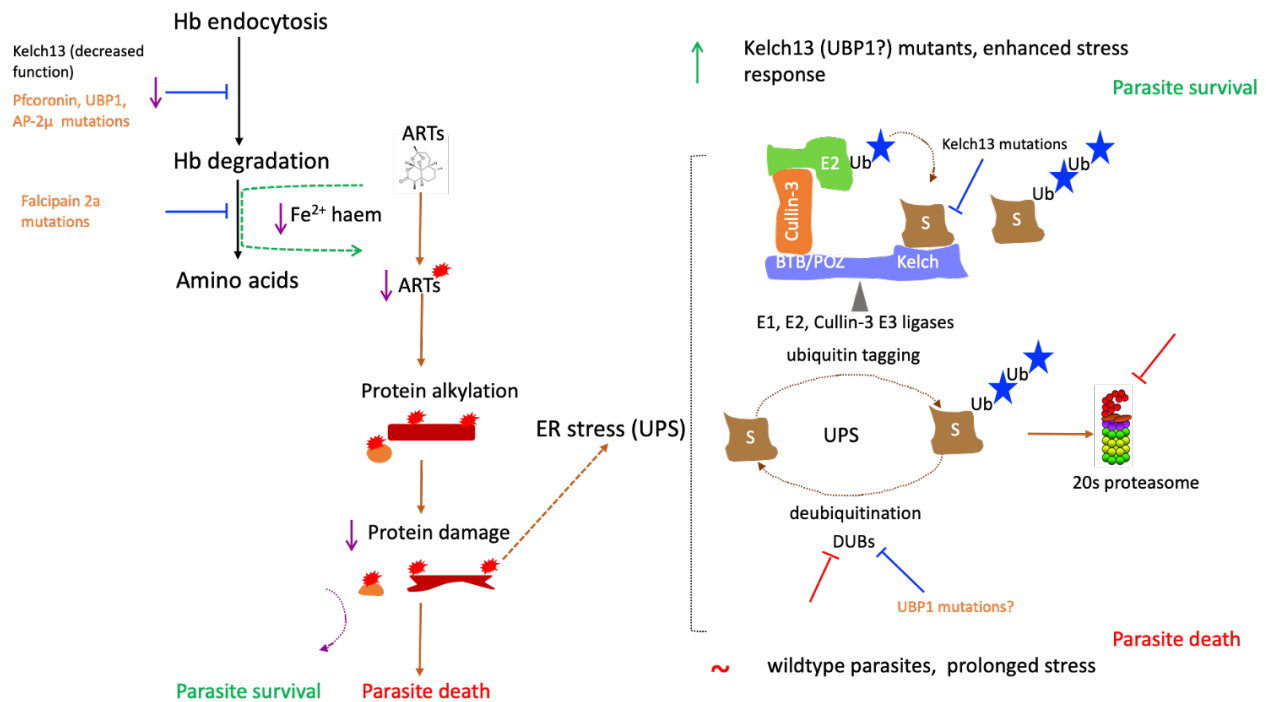 Hb endocytosis
Kelch13 (decreased
function)
Pfcoronin, UBP1,
AP-2μ mutations
Hb degradation
Falcipain 2a
mutations
Fe²⁺ haem
Amino acids
ARTs
ARTs
Protein alkylation
ER stress (UPS)
Protein damage
Parasite survival
Parasite death
Kelch13 (UBP1?) mutants, enhanced stress
response
Parasite survival
E2
Ub
Kelch13 mutations
Cullin-3
S
BTB/POZ
Kelch
S
Ub
Ub
E1, E2, Cullin-3 E3 ligases
ubiquitin tagging
S
UPS
S
Ub
Ub
20s proteasome
deubiquitination
DUBs
UBP1 mutations?
Parasite death
~ wildtype parasites, prolonged stress